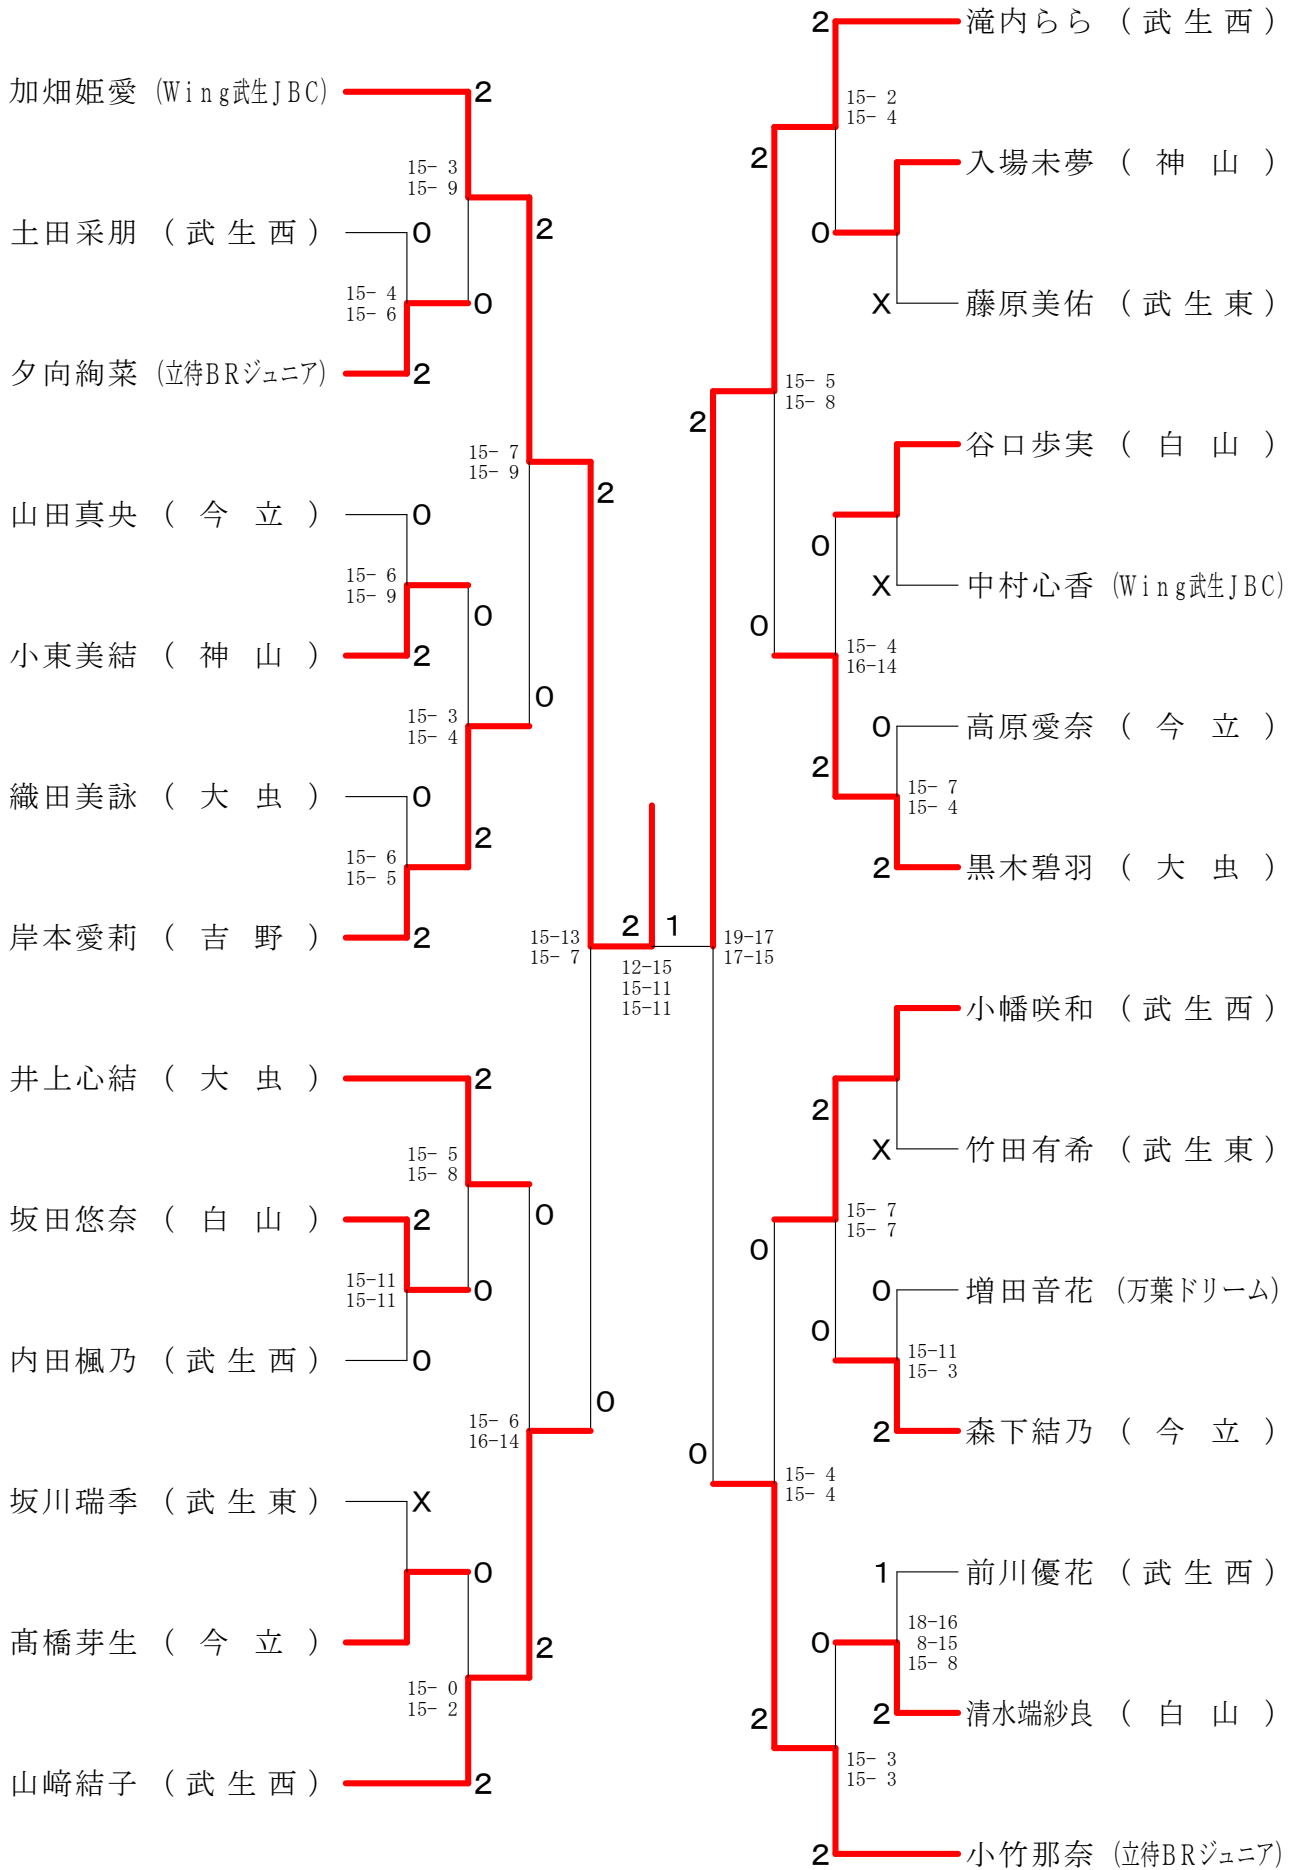 加畑姫愛 (Wing武生JBC) 2
15- 3
15- 9
土田采朋 (武生西) 0
2
15- 4
15- 6
0
夕向絢菜 (立待BRジュニア) 2
15- 7
15- 9
2
山田真央 (今立) 0
15- 6
15- 9
0
小東美結 (神山) 2
0
15- 3
15- 4
織田美詠 (大虫) 0
2
15- 6
15- 5
岸本愛莉 (吉野) 2
15-13
15- 7
2 1
12-15
15-11
15-11
井上心結 (大虫) 2
15- 5
15- 8
坂田悠奈 (白山) 2
0
15-11
15-11
0
内田楓乃 (武生西) 0
0
15- 6
16-14
坂川瑞季 (武生東) X
0
髙橋芽生 (今立)
2
15- 0
15- 2
山﨑結子 (武生西) 2
2 滝内らら (武生西)
15- 2
15- 4
2
入場未夢 (神山)
0
X 藤原美佑 (武生東)
15- 5
15- 8
2
谷口歩実 (白山)
0
X 中村心香 (Wing武生JBC)
0
15- 4
16-14
0 高原愛奈 (今立)
2
15- 7
15- 4
2 黒木碧羽 (大虫)
19-17
17-15
小幡咲和 (武生西)
2
X 竹田有希 (武生東)
15- 7
15- 7
0
0 増田音花 (万葉ドリーム)
0
15-11
15- 3
2 森下結乃 (今立)
0
15- 4
15- 4
1 前川優花 (武生西)
18-16
8-15
15- 8
0
2 清水端紗良 (白山)
2
15- 3
15- 3
2 小竹那奈 (立待BRジュニア)